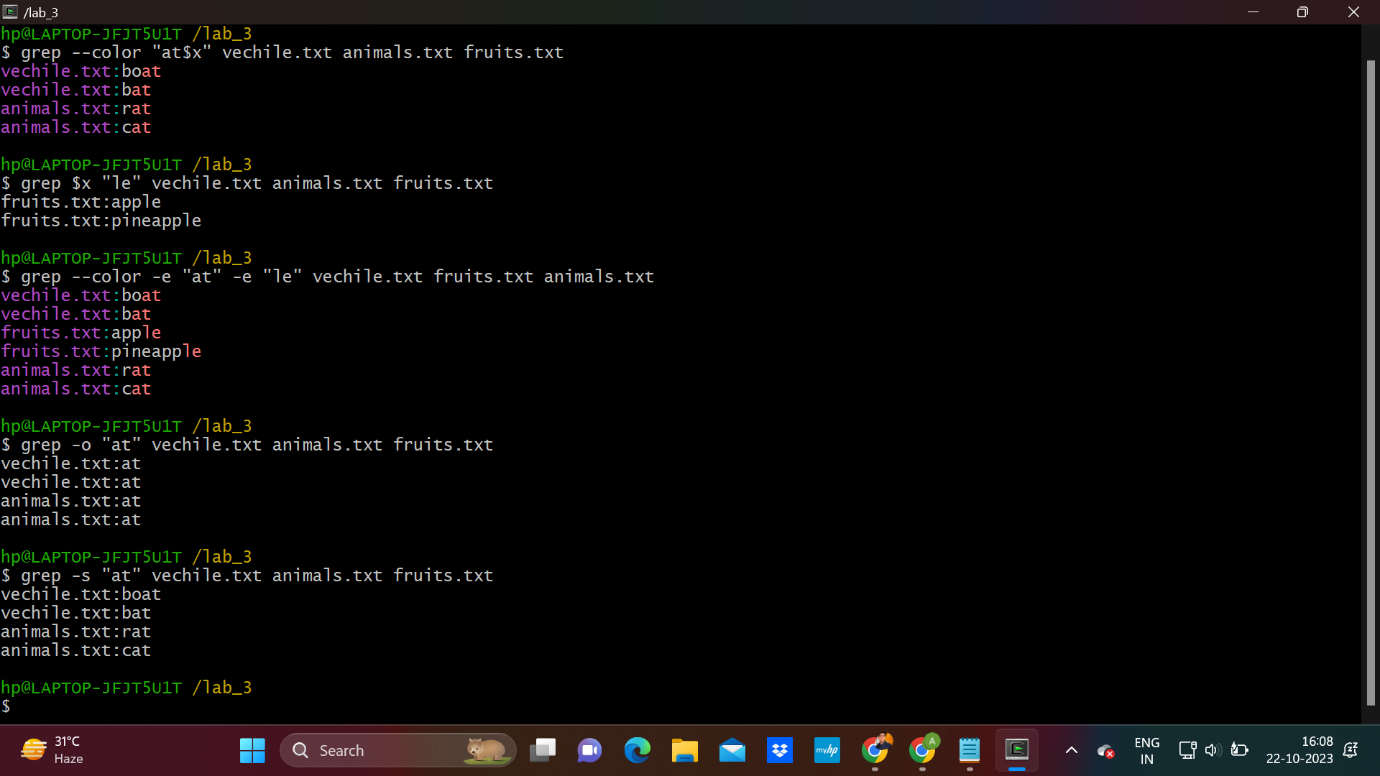 /lab_3
hp@LAPTOP-JFJT5U1T /lab_3
$ grep --color "at$x" vechile.txt animals.txt fruits.txt
vechile.txt:boat
vechile.txt:bat
animals.txt:rat
animals.txt:cat
hp@LAPTOP-JFJT5U1T /lab_3
$ grep $x "le" vechile.txt animals.txt fruits.txt
fruits.txt:apple
fruits.txt:pineapple
hp@LAPTOP-JFJT5U1T /lab_3
$ grep --color -e "at" -e "le" vechile.txt fruits.txt animals.txt
vechile.txt:boat
vechile.txt:bat
fruits.txt:apple
fruits.txt:pineapple
animals.txt:rat
animals.txt:cat
hp@LAPTOP-JFJT5U1T /lab_3
$ grep -o "at" vechile.txt animals.txt fruits.txt
vechile.txt:at
vechile.txt:at
animals.txt:at
animals.txt:at
hp@LAPTOP-JFJT5U1T /lab_3
$ grep -s "at" vechile.txt animals.txt fruits.txt
vechile.txt:boat
vechile.txt:bat
animals.txt:rat
animals.txt:cat
hp@LAPTOP-JFJT5U1T /lab_3
$
31°C
Haze
Search
myhp
A
ENG
IN
16:08
22-10-2023